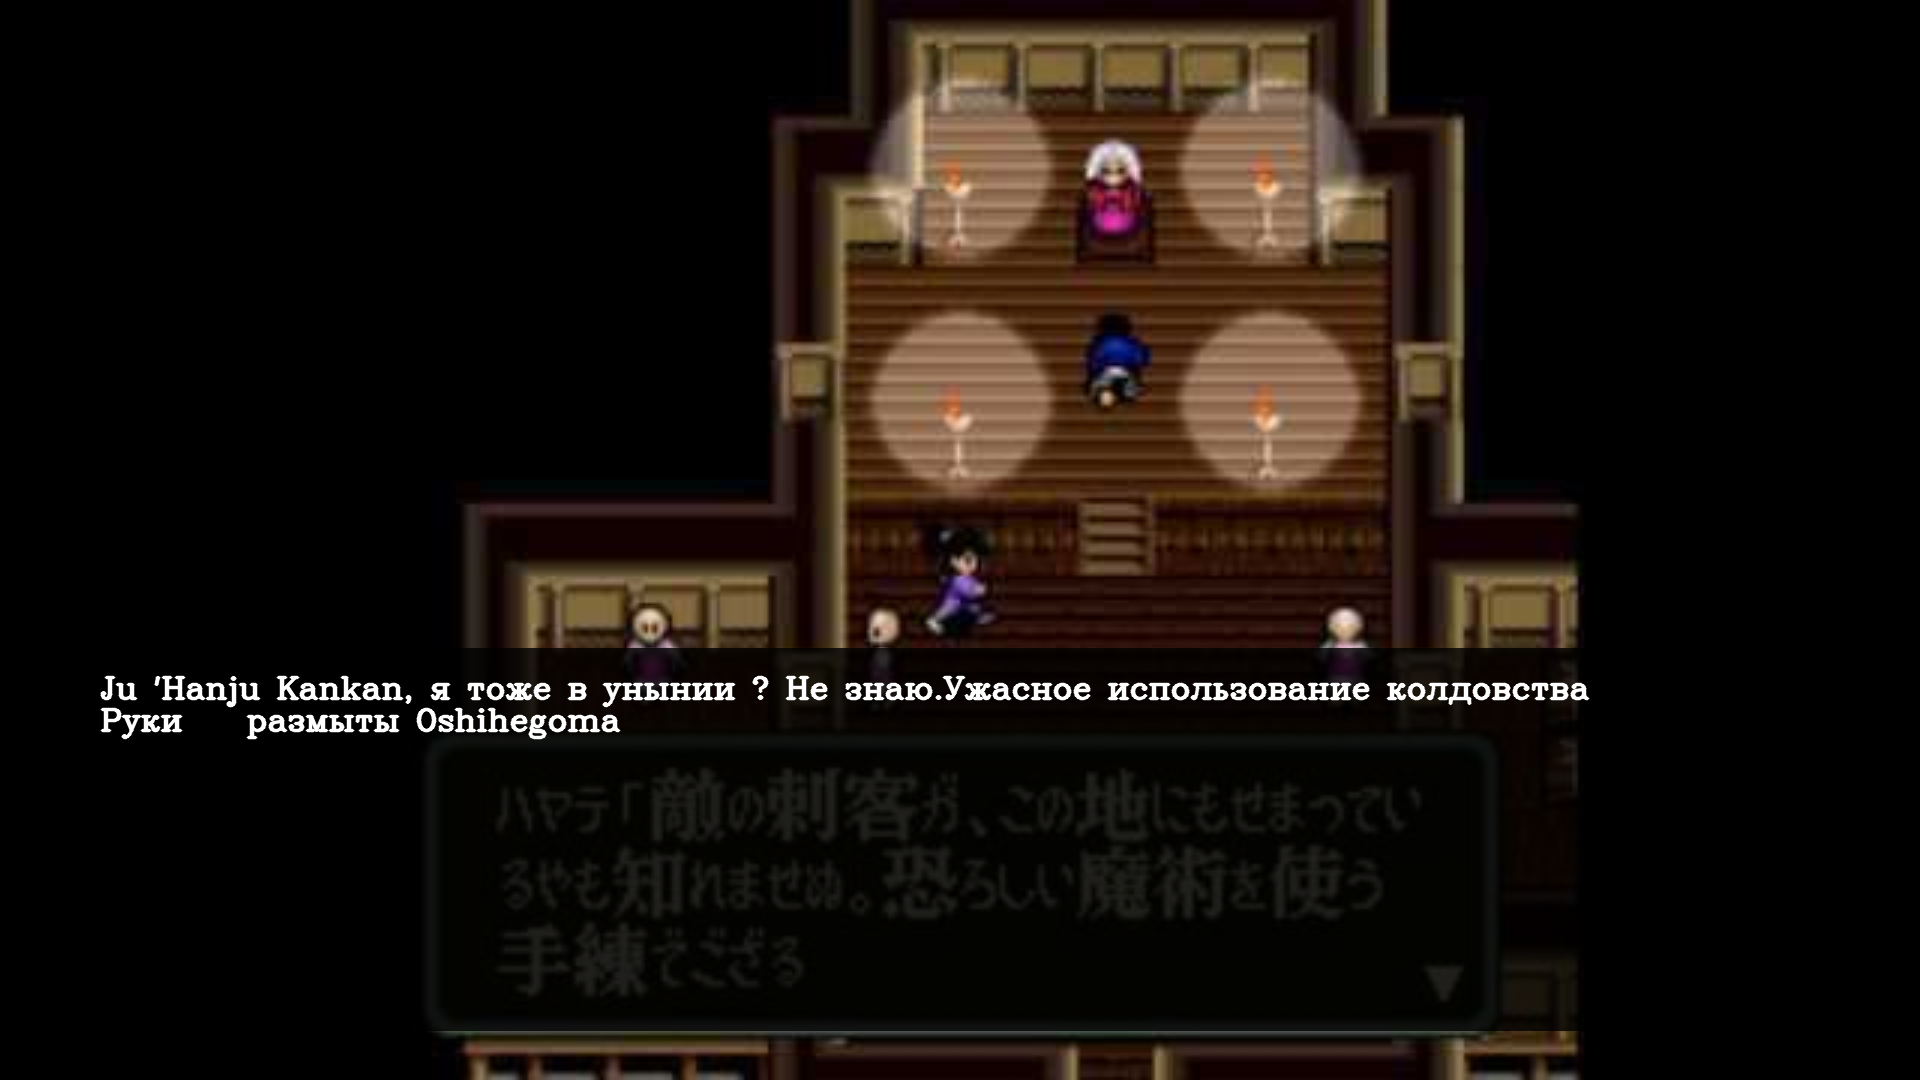 Ju 'Hanju Kankan, я тоже в унынии ? Не знаю.Ужасное использование колдовства
Руки размыты Oshihegoma
ハヤテ「敵の刺客が、この地にもせまってい
るやも知れませぬ。恐ろしい魔術を使う
手練でござる